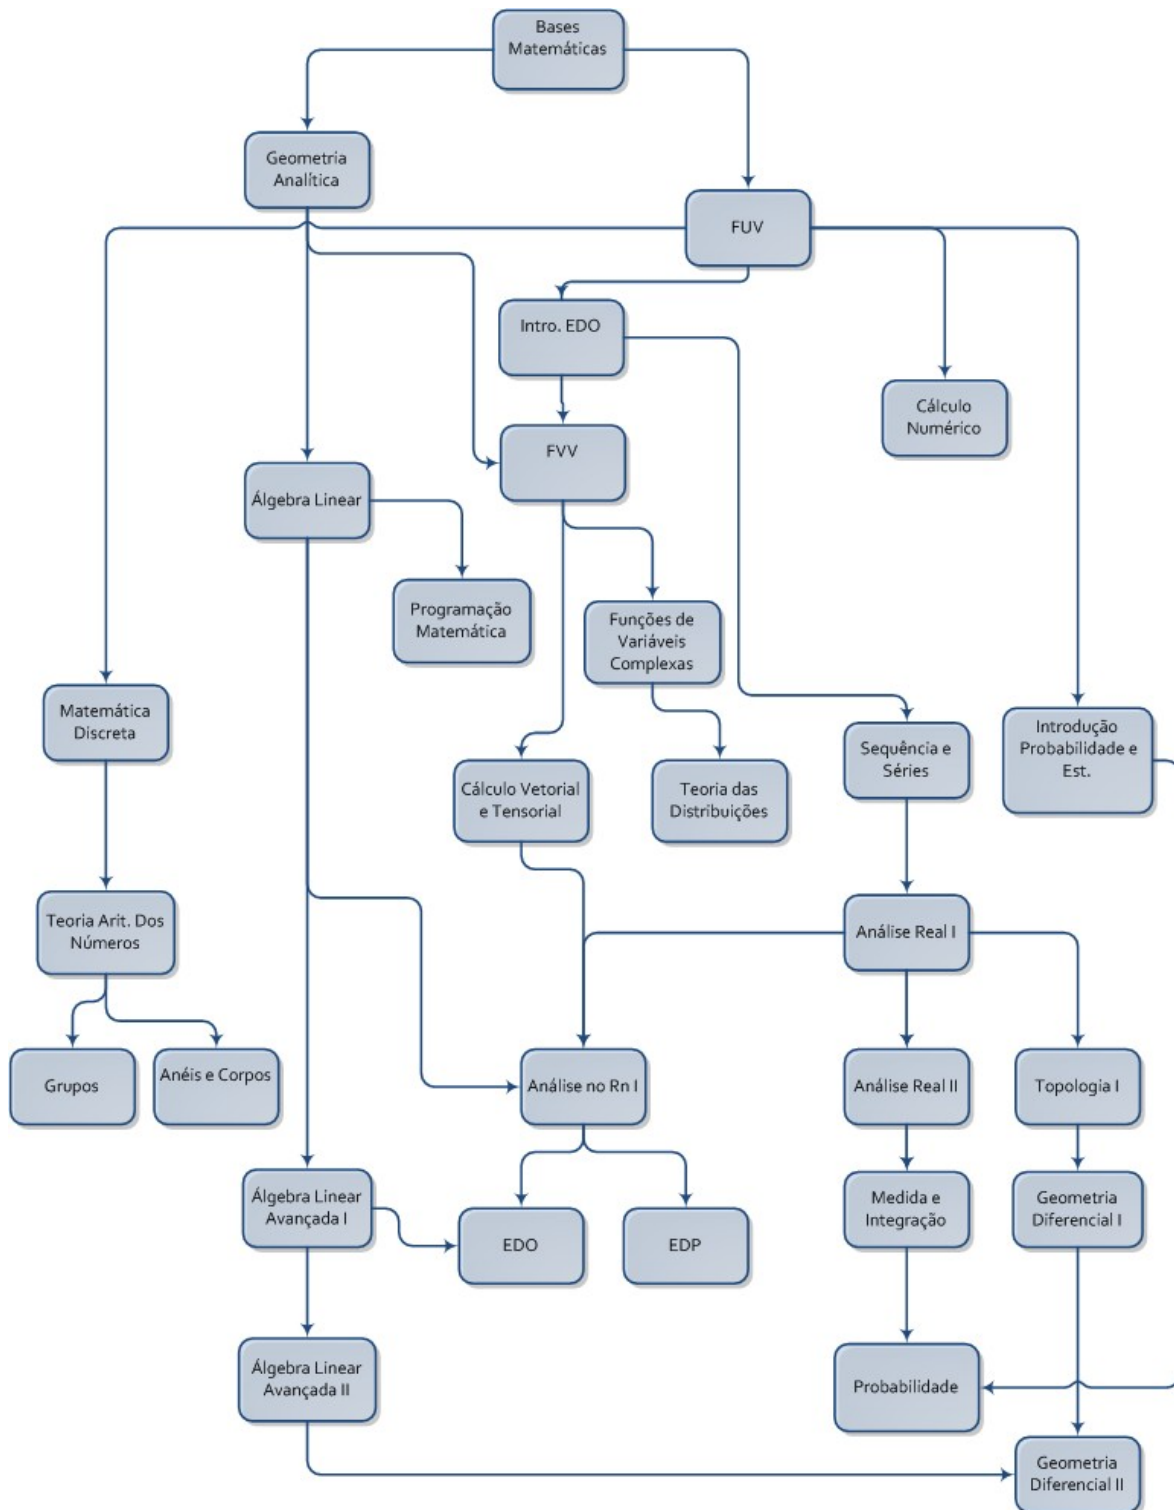 Bases
Matemáticas
Geometria
Analítica
FUV
Intro. EDO
Cálculo
Numérico
FVV
Álgebra Linear
Programação
Matemática
Funções de
Variáveis
Complexas
Matemática
Discreta
Introdução
Probabilidade e
Est.
Sequência e
Séries
Cálculo Vetorial
e Tensorial
Teoria das
Distribuições
Teoria Arit. Dos
Números
Análise Real I
Grupos
Anéis e Corpos
Análise no Rn I
Análise Real II
Topologia I
Álgebra Linear
Avançada I
EDO
EDP
Medida e
Integração
Geometria
Diferencial I
Álgebra Linear
Avançada II
Probabilidade
Geometria
Diferencial II